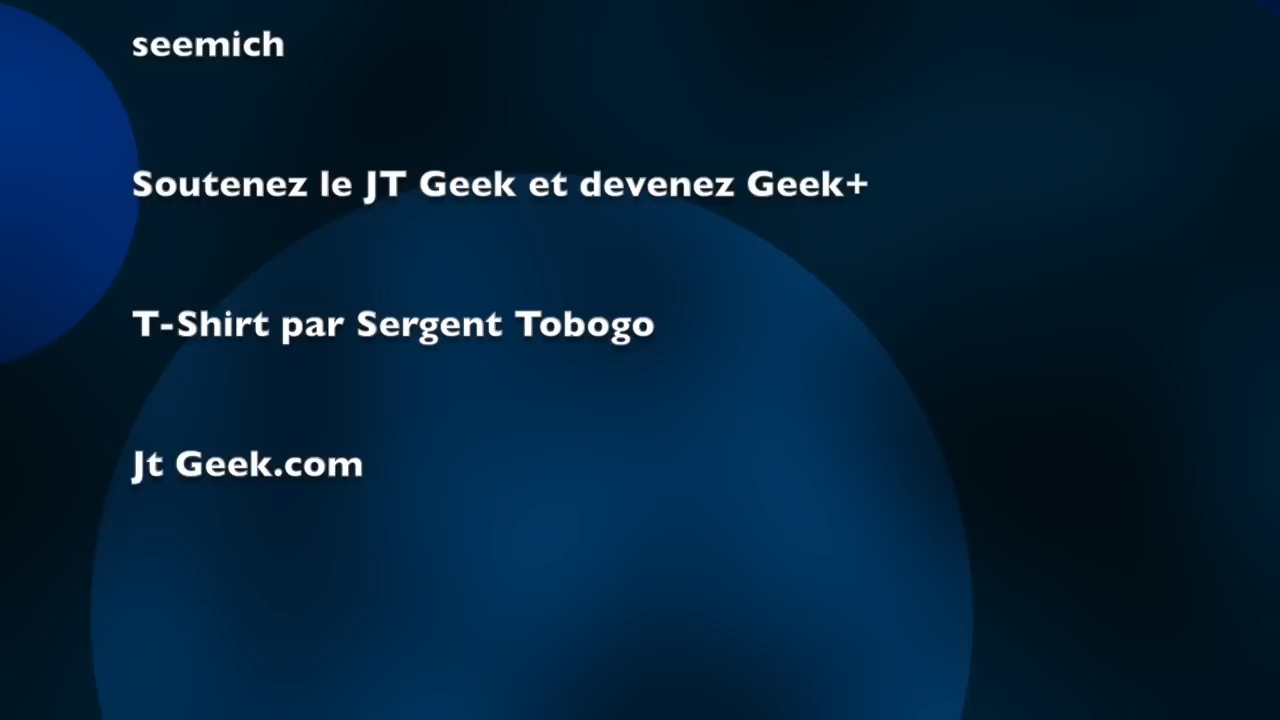 seemich
Soutenez le JT Geek et devenez Geek+
T-Shirt par Sergent Tobogo
Jt Geek.com